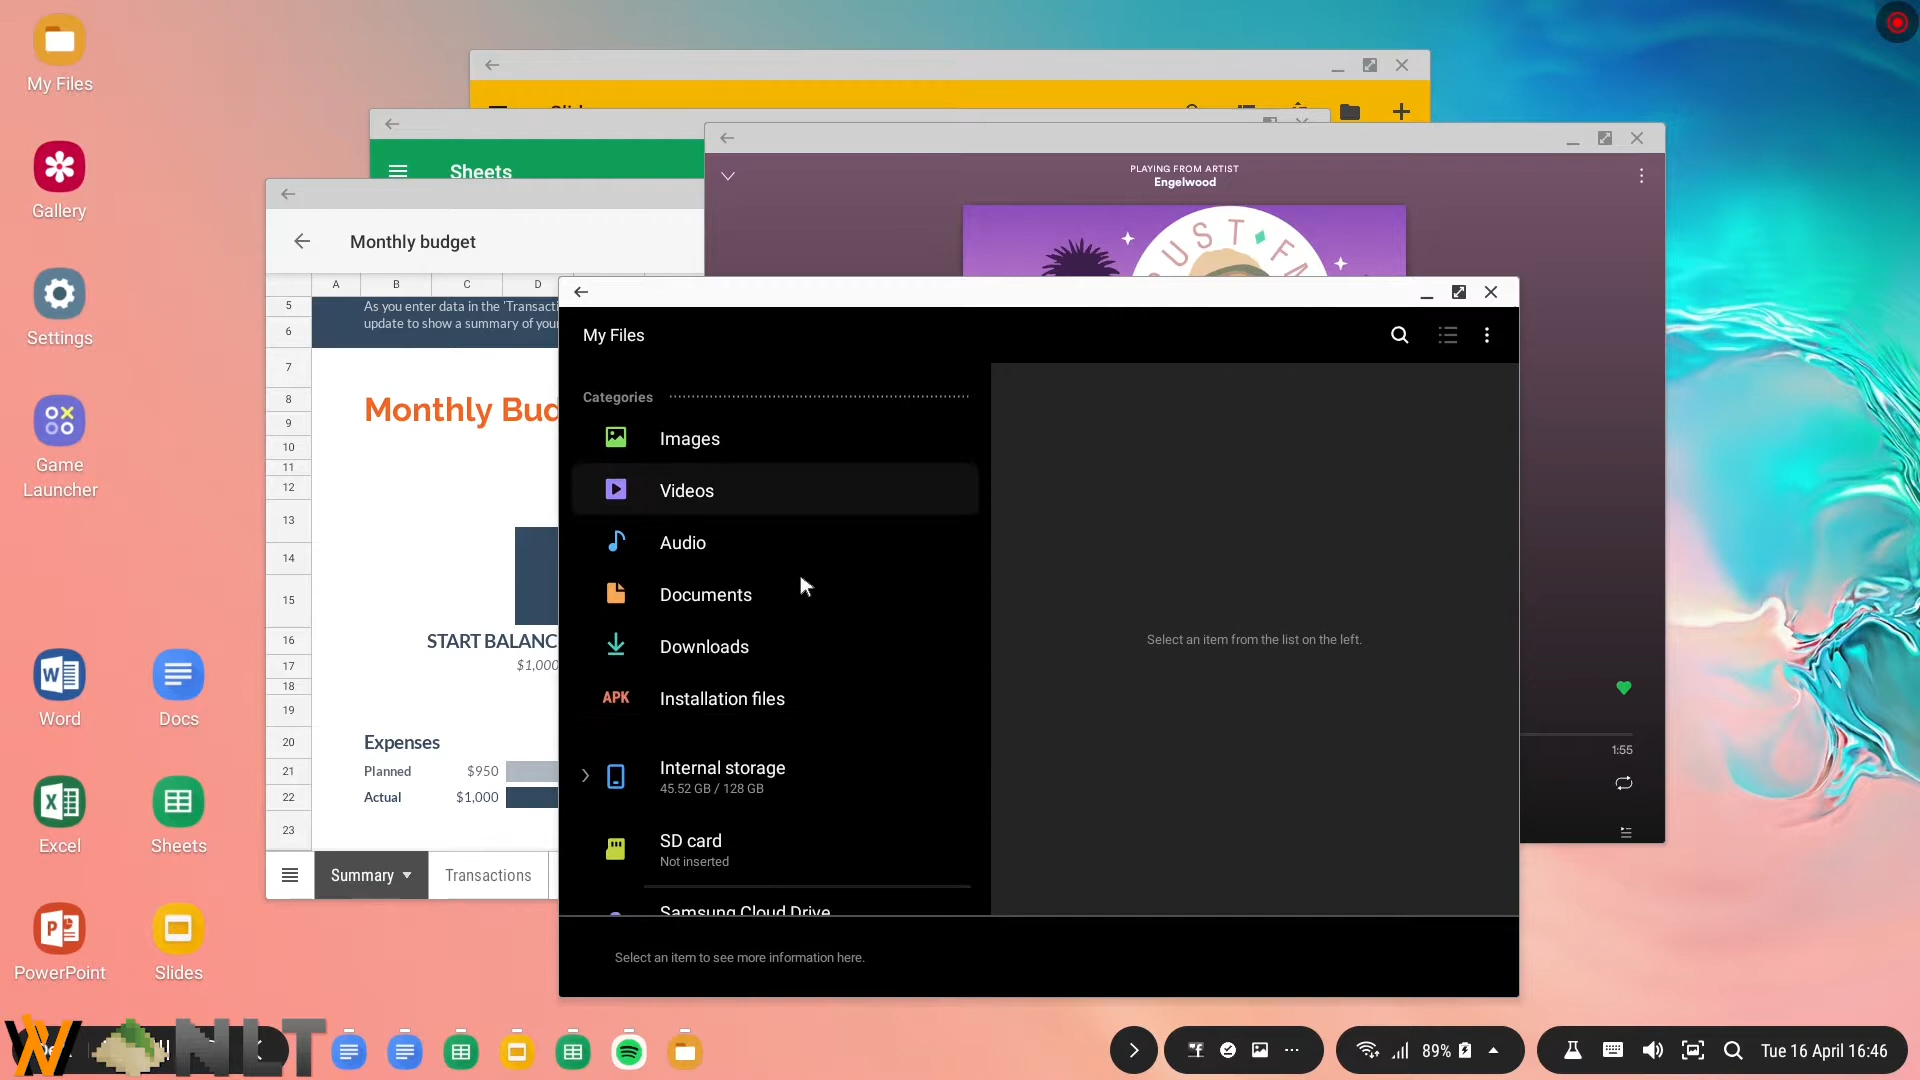 My Files
Gallery
Settings
Game
Launcher
Word
Docs
Excel
Sheets
PowerPoint
Slides
Sheets
PLAYING FROM ARTIST
Engelwood
UST FA
Monthly budget
A B C D
5
6
7
8
9
10
11
12
13
14
15
16
17
18
19
20
21
22
23
As you enter data in the 'Transacti
update to show a summary of your
Monthly Bud
START BALANC
$1,000
Expenses
Planned $950
Actual $1,000
Summary
Transactions
My Files
Categories
Images
Videos
Audio
Documents
Downloads
APK Installation files
Internal storage
45.52 GB / 128 GB
SD card
Not inserted
Samsung Cloud Drive
Select an item from the list on the left.
Select an item to see more information here.
1:55
NLT
89%
Tue 16 April 16:46